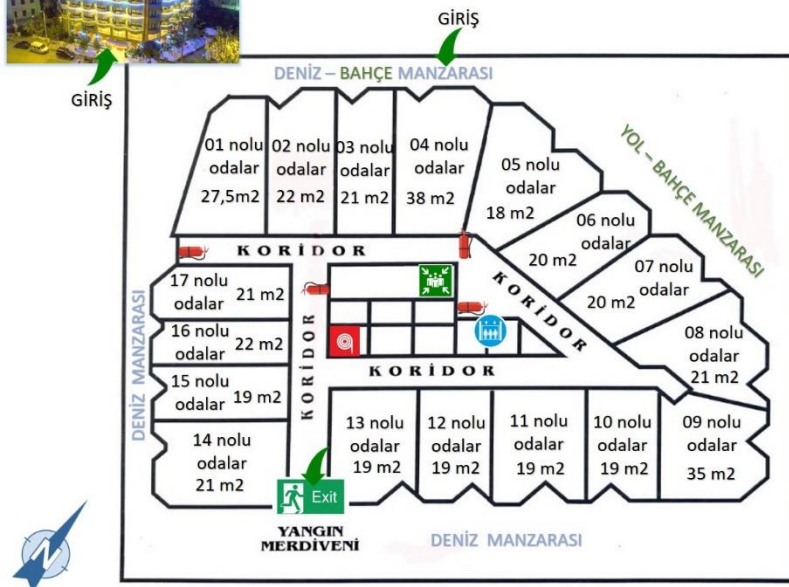 GİRİŞ
GİRİŞ
DENİZ – BAHÇE MANZARASI
YOL – BAHÇE MANZARASI
01 nolu
odalar
27,5m2
02 nolu
odalar
22 m2
03 nolu
odalar
21 m2
04 nolu
odalar
38 m2
05 nolu
odalar
18 m2
06 nolu
odalar
20 m2
07 nolu
odalar
20 m2
08 nolu
odalar
21 m2
KORİDOR
KORİDOR
KORİDOR
KORİDOR
DENİZ MANZARASI
17 nolu
odalar 21 m2
16 nolu
odalar 22 m2
15 nolu
odalar 19 m2
14 nolu
odalar
21 m2
13 nolu
odalar
19 m2
12 nolu
odalar
19 m2
11 nolu
odalar
19 m2
10 nolu
odalar
19 m2
09 nolu
odalar
35 m2
Exit
YANGIN
MERDİVENİ
DENİZ MANZARASI
N